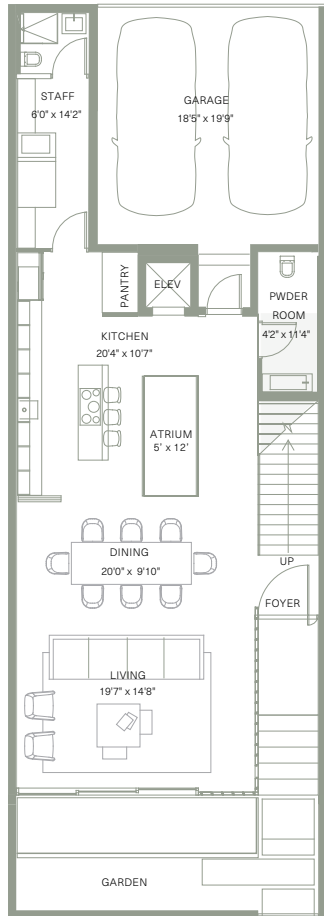 STAFF
6'0" x 14'2"
GARAGE
18'5" x 19'9"
PANTRY
ELEV
PWDER
ROOM
4'2" x 11'4"
KITCHEN
20'4" x 10'7"
ATRIUM
5' x 12'
DINING
20'0" x 9'10"
UP
FOYER
LIVING
19'7" x 14'8"
GARDEN